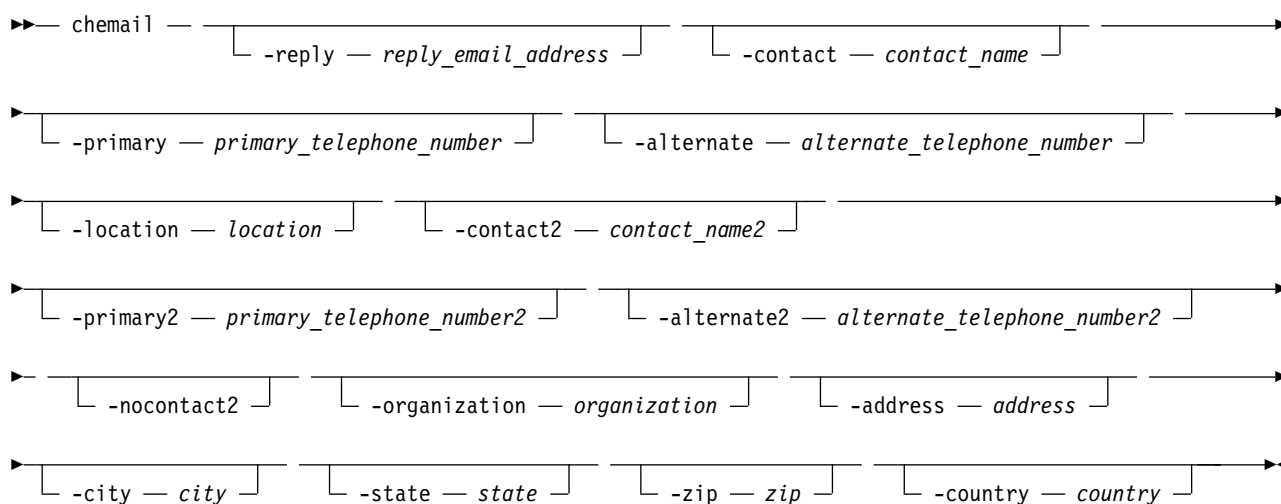 chemail
-reply reply_email_address -contact contact_name
-primary primary_telephone_number -alternate alternate_telephone_number
-location location -contact2 contact_name2
-primary2 primary_telephone_number2 -alternate2 alternate_telephone_number2
-nocontact2 -organization organization -address address
-city city -state state -zip zip -country country